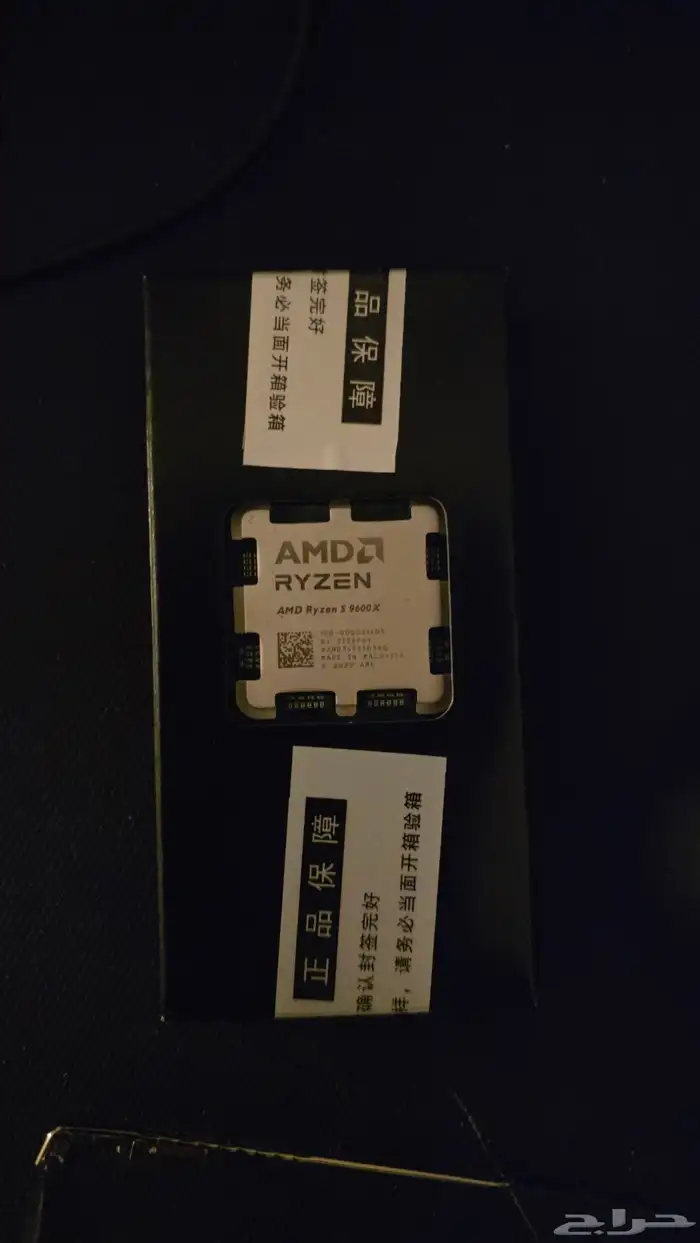 品保障
签完好
务必当面开箱验箱
AMD
RYZEN
AMD Ryzen 5 9600X
MADE IN MALAYSIA
正品保障
确认封签完好
样，请务必当面开箱验箱
حراج